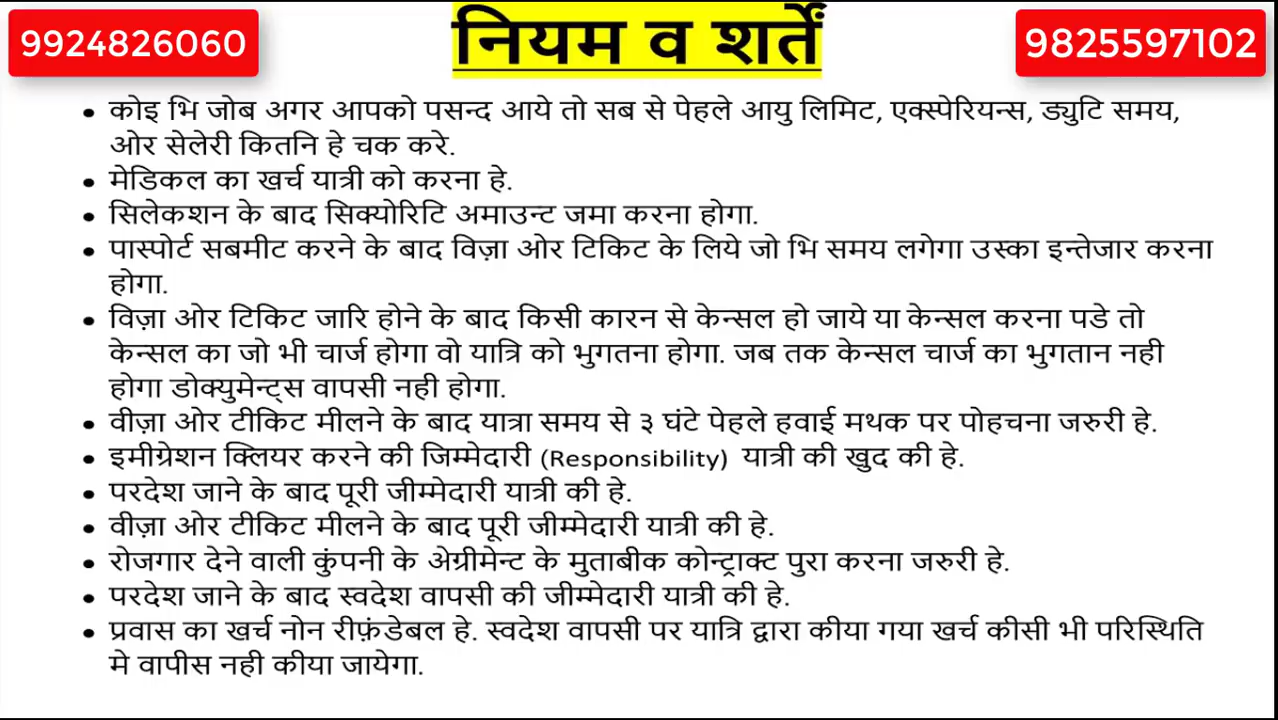 9924826060
नियम व शर्तें
9825597102
• कोइ भि जोब अगर आपको पसन्द आये तो सब से पेहले आयु लिमिट, एक्स्पेरियन्स, ड्युटि समय,
ओर सेलेरी कितनि हे चक करे.
• मेडिकल का खर्च यात्री को करना हे.
• सिलेकशन के बाद सिक्योरिटि अमाउन्ट जमा करना होगा.
• पास्पोर्ट सबमीट करने के बाद विज़ा ओर टिकिट के लिये जो भि समय लगेगा उस्का इन्तेजार करना
होगा.
• विज़ा ओर टिकिट जारि होने के बाद किसी कारन से केन्सल हो जाये या केन्सल करना पडे तो
केन्सल का जो भी चार्ज होगा वो यात्रि को भुगतना होगा. जब तक केन्सल चार्ज का भुगतान नही
होगा डोक्युमेन्ट्स वापसी नही होगा.
• वीज़ा ओर टीकिट मीलने के बाद यात्रा समय से ३ घंटे पेहले हवाई मथक पर पोहचना जरुरी हे.
• इमीग्रेशन क्लियर करने की जिम्मेदारी (Responsibility) यात्री की खुद की हे.
• परदेश जाने के बाद पूरी जीम्मेदारी यात्री की हे.
• वीज़ा ओर टीकिट मीलने के बाद पूरी जीम्मेदारी यात्री की हे.
• रोजगार देने वाली कुंपनी के अेग्रीमेन्ट के मुताबीक कोन्ट्राक्ट पुरा करना जरुरी हे.
• परदेश जाने के बाद स्वदेश वापसी की जीम्मेदारी यात्री की हे.
• प्रवास का खर्च नोन रीफ़ंडेबल हे. स्वदेश वापसी पर यात्रि द्वारा कीया गया खर्च कीसी भी परिस्थिति
मे वापीस नही कीया जायेगा.